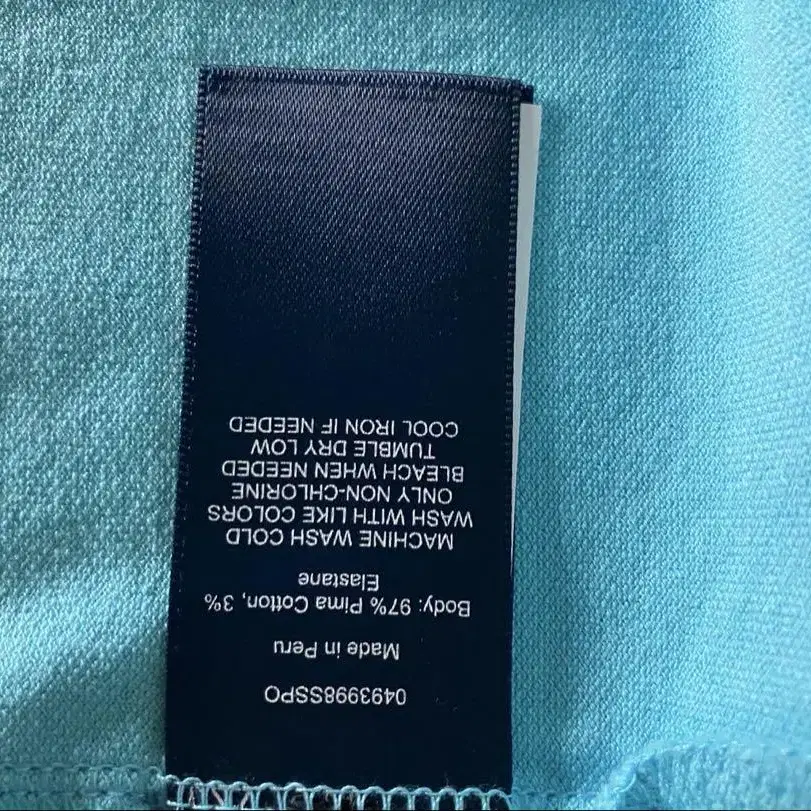 0493998SSPO
Made in Peru
Body: 97% Pima Cotton, 3%
Elastane
MACHINE WASH COLD
WASH WITH LIKE COLORS
ONLY NON-CHLORINE
BLEACH WHEN NEEDED
TUMBLE DRY LOW
COOL IRON IF NEEDED